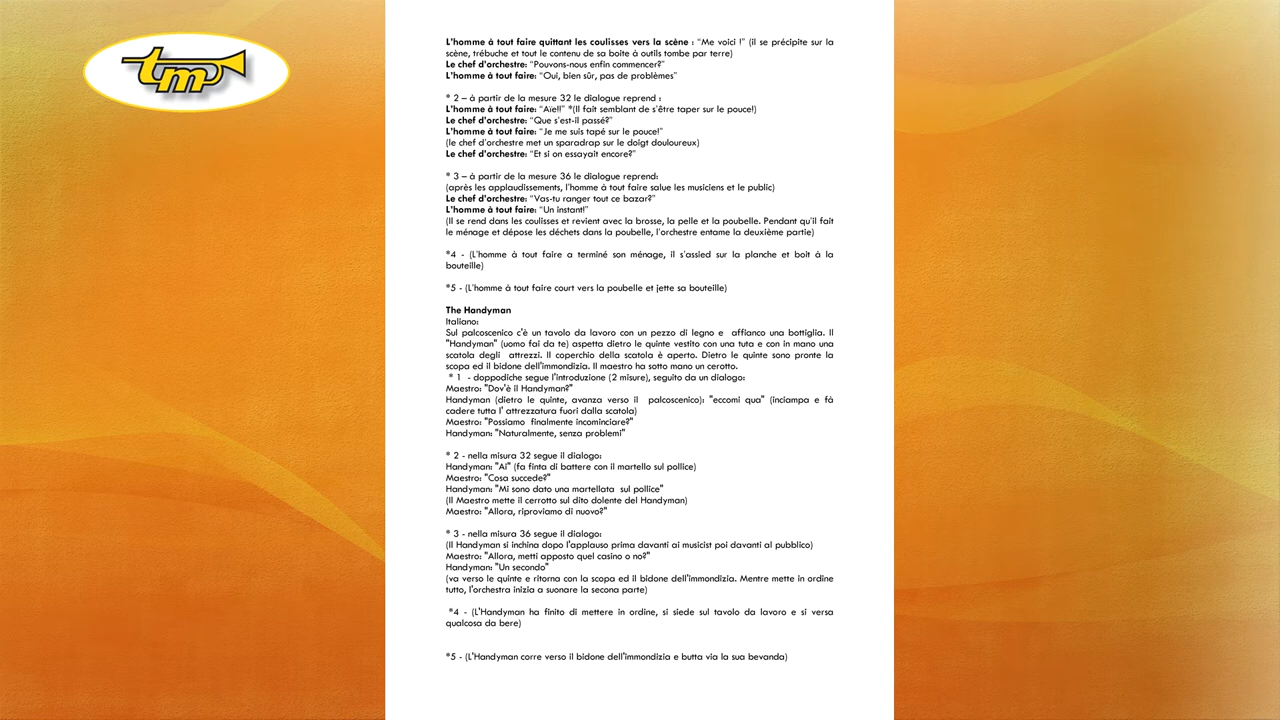 tm
L'homme à tout faire quittant les coulisses vers la scène : "Me voici !" (il se précipite sur la
scène, trébuche et tout le contenu de sa boite à outils tombe par terre)
Le chef d'orchestre: "Pouvons-nous enfin commencer?"
L'homme à tout faire: "Oui, bien sûr, pas de problèmes"
* 2 – à partir de la mesure 32 le dialogue reprend :
L'homme à tout faire: "Aïe!!" *(Il fait semblant de s'être taper sur le pouce!)
Le chef d'orchestre: "Que s'est-il passé?"
L'homme à tout faire: "Je me suis tapé sur le pouce!"
(le chef d'orchestre met un sparadrap sur le doigt douloureux)
Le chef d'orchestre: "Et si on essayait encore?"
* 3 – à partir de la mesure 36 le dialogue reprend:
(après les applaudissements, l'homme à tout faire salue les musiciens et le public)
Le chef d'orchestre: "Vas-tu ranger tout ce bazar?"
L'homme à tout faire: "Un instant!"
(Il se rend dans les coulisses et revient avec la brosse, la pelle et la poubelle. Pendant qu'il fait
le ménage et dépose les déchets dans la poubelle, l'orchestre entame la deuxième partie)
*4 - (L'homme à tout faire a terminé son ménage, il s'assied sur la planche et boit à la
bouteille)
*5 - (L'homme à tout faire court vers la poubelle et jette sa bouteille)
The Handyman
Italiano:
Sul palcoscenico c'è un tavolo da lavoro con un pezzo di legno e affianco una bottiglia. Il
"Handyman" (uomo fai da te) aspetta dietro le quinte vestito con una tuta e con in mano una
scatola degli attrezzi. Il coperchio della scatola è aperto. Dietro le quinte sono pronte la
scopa ed il bidone dell'immondizia. Il maestro ha sotto mano un cerotto.
* 1 - doppodiche segue l'introduzione (2 misure), seguito da un dialogo:
Maestro: "Dov'è il Handyman?"
Handyman (dietro le quinte, avanza verso il palcoscenico): "eccomi qua" (inciampa e fà
cadere tutta l' attrezzatura fuori dalla scatola)
Maestro: "Possiamo finalmente incominciare?"
Handyman: "Naturalmente, senza problemi"
* 2 - nella misura 32 segue il dialogo:
Handyman: "Ai" (fa finta di battere con il martello sul pollice)
Maestro: "Cosa succede?"
Handyman: "Mi sono dato una martellata sul pollice"
(Il Maestro mette il cerrotto sul dito dolente del Handyman)
Maestro: "Allora, riproviamo di nuovo?"
* 3 - nella misura 36 segue il dialogo:
(Il Handyman si inchina dopo l'applauso prima davanti ai musicist poi davanti al pubblico)
Maestro: "Allora, metti apposto quel casino o no?"
Handyman: "Un secondo"
(va verso le quinte e ritorna con la scopa ed il bidone dell'immondizia. Mentre mette in ordine
tutto, l'orchestra inizia a suonare la secona parte)
*4 - (L'Handyman ha finito di mettere in ordine, si siede sul tavolo da lavoro e si versa
qualcosa da bere)
*5 - (L'Handyman corre verso il bidone dell'immondizia e butta via la sua bevanda)